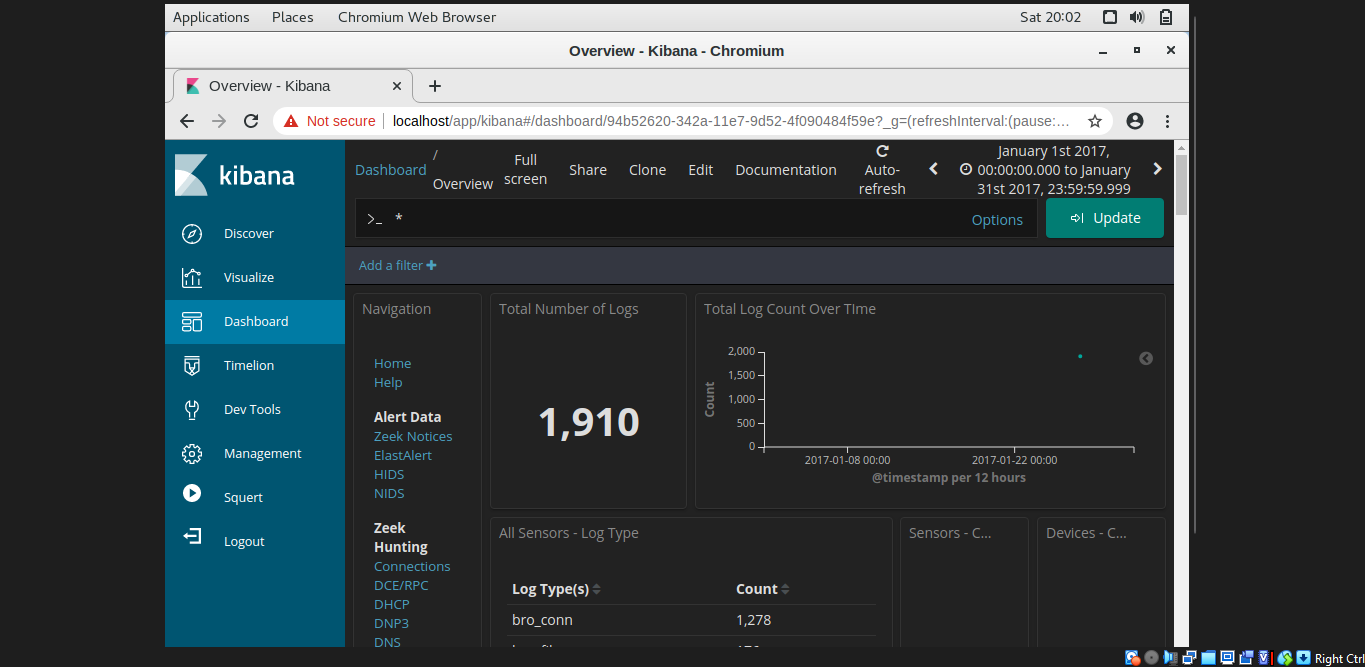 Applications Places Chromium Web Browser Sat 20:02
Overview - Kibana - Chromium
Overview - Kibana
Not secure localhost/app/kibana#/dashboard/94b52620-342a-11e7-9d52-4f090484f59e?_g=(refreshInterval:(pause:...
kibana
Discover
Visualize
Dashboard
Timelion
Dev Tools
Management
Squert
Logout
Dashboard
/
Overview
Full
screen
Share
Clone
Edit
Documentation
Auto-
refresh
January 1st 2017,
00:00:00.000 to January
31st 2017, 23:59:59.999
>_ *
Options
Update
Add a filter +
Navigation
Home
Help
Alert Data
Zeek Notices
ElastAlert
HIDS
NIDS
Zeek
Hunting
Connections
DCE/RPC
DHCP
DNP3
DNS
Total Number of Logs
1,910
Total Log Count Over TIme
2,000
1,500
1,000
500
0
Count
2017-01-08 00:00 2017-01-22 00:00
@timestamp per 12 hours
All Sensors - Log Type
Log Type(s) Count
bro_conn 1,278
Sensors - C...
Devices - C...
Right Ctrl